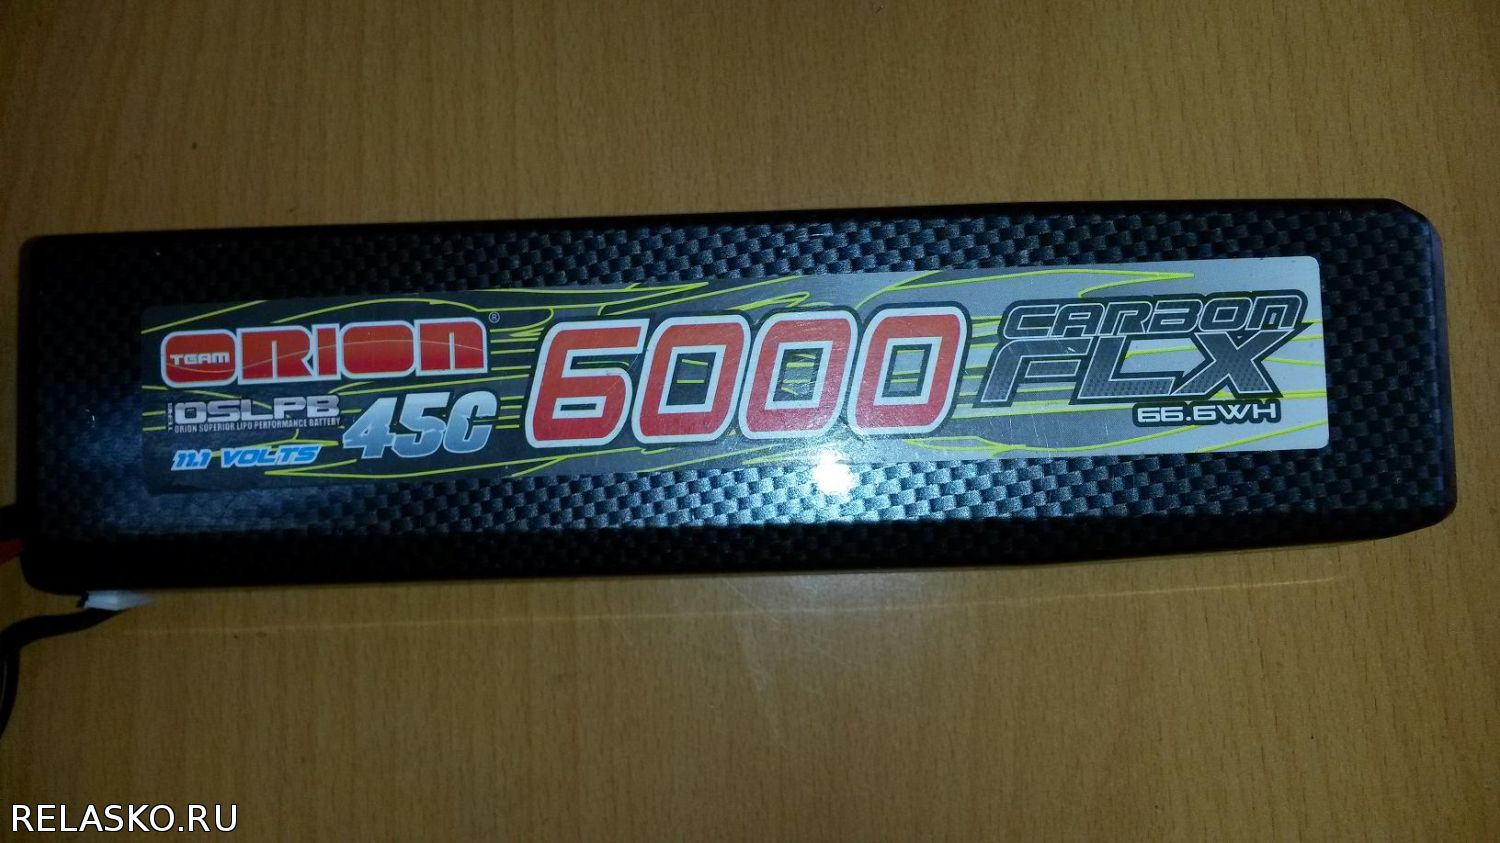 TEAM ORION®
TEAM OSLPB
ORION SUPERIOR LIPO PERFORMANCE BATTERY
11.1 VOLTS
45C
6000
CARBON
FLX
66.6WH
RELASKO.RU